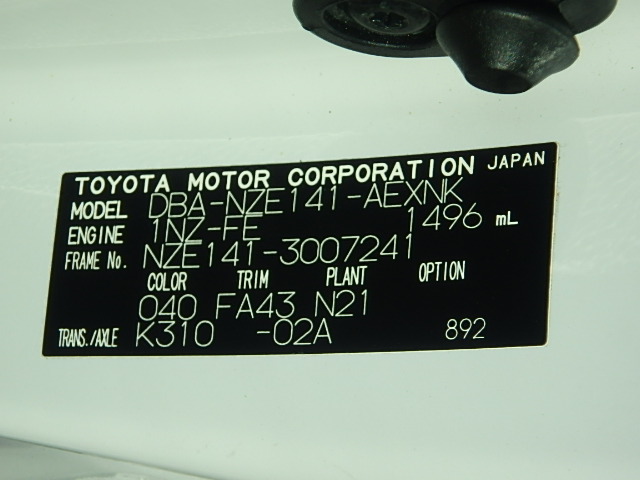 TOYOTA MOTOR CORPORATION JAPAN
MODEL DBA-NZE141-AEXNK
ENGINE 1NZ-FE 1496 mL
FRAME No. NZE141-3007241
COLOR TRIM PLANT OPTION
040 FA43 N21
TRANS./AXLE K310 -02A 892